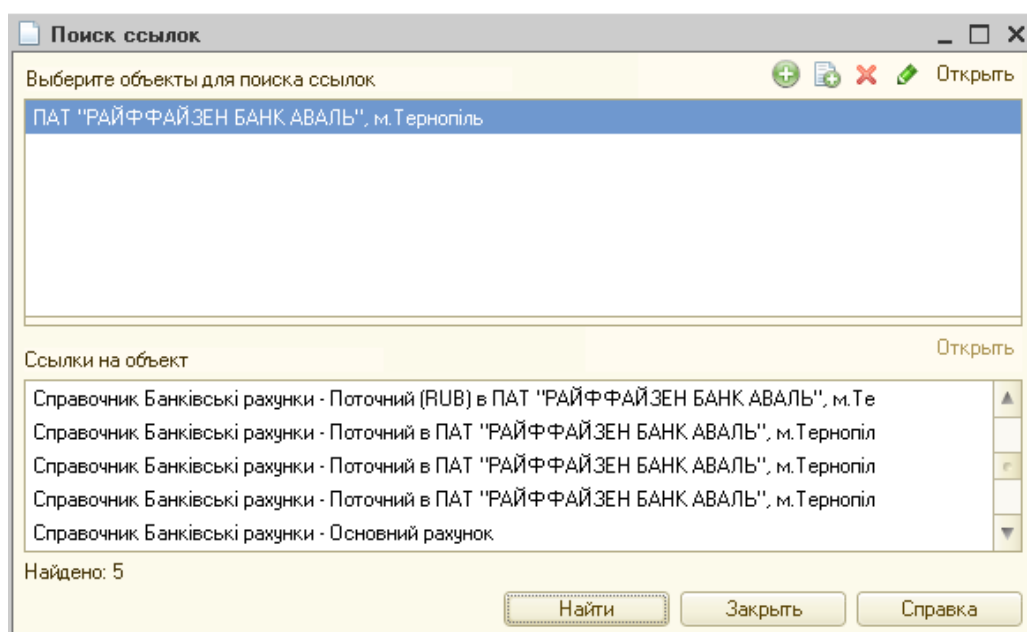 Поиск ссылок
Выберите объекты для поиска ссылок
Открыть
ПАТ "РАЙФФАЙЗЕН БАНК АВАЛЬ", м.Тернопіль
Открыть
Ссылки на объект
Справочник Банківські рахунки - Поточний (RUB) в ПАТ "РАЙФФАЙЗЕН БАНК АВАЛЬ", м.Те
Справочник Банківські рахунки - Поточний в ПАТ "РАЙФФАЙЗЕН БАНК АВАЛЬ", м.Тернопіл
Справочник Банківські рахунки - Поточний в ПАТ "РАЙФФАЙЗЕН БАНК АВАЛЬ", м.Тернопіл
Справочник Банківські рахунки - Поточний в ПАТ "РАЙФФАЙЗЕН БАНК АВАЛЬ", м.Тернопіл
Справочник Банківські рахунки - Основний рахунок
Найдено: 5
Найти Закрыть Справка